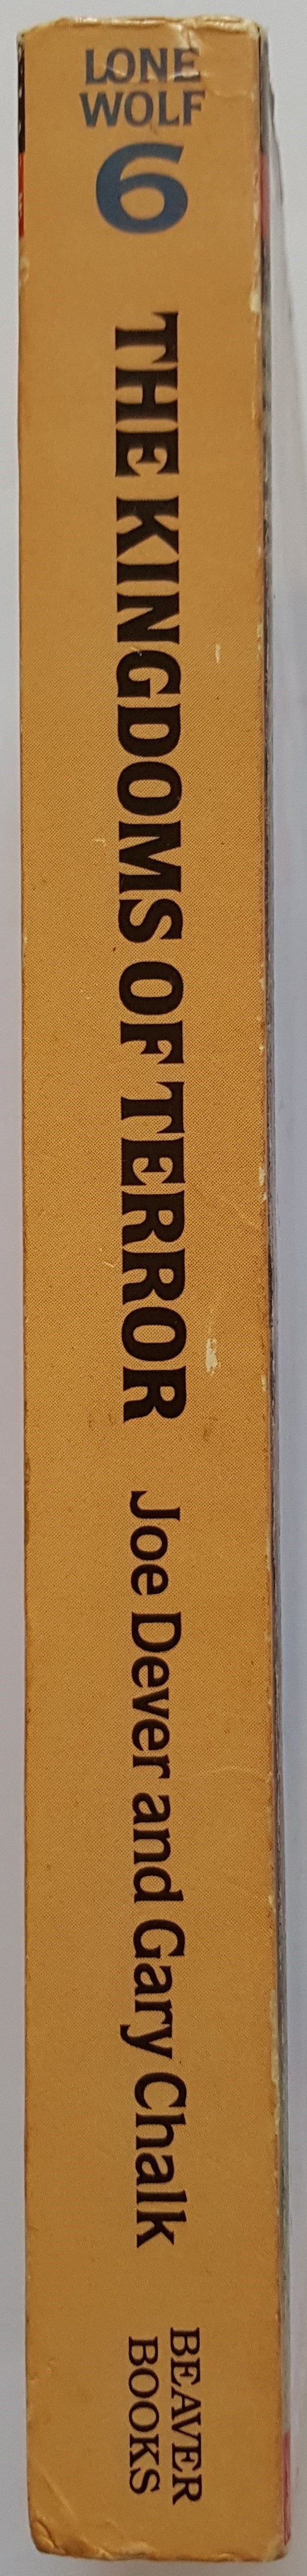 LONE
WOLF
6
THE KINGDOMS OF TERROR Joe Dever and Gary Chalk
BEAVER
BOOKS